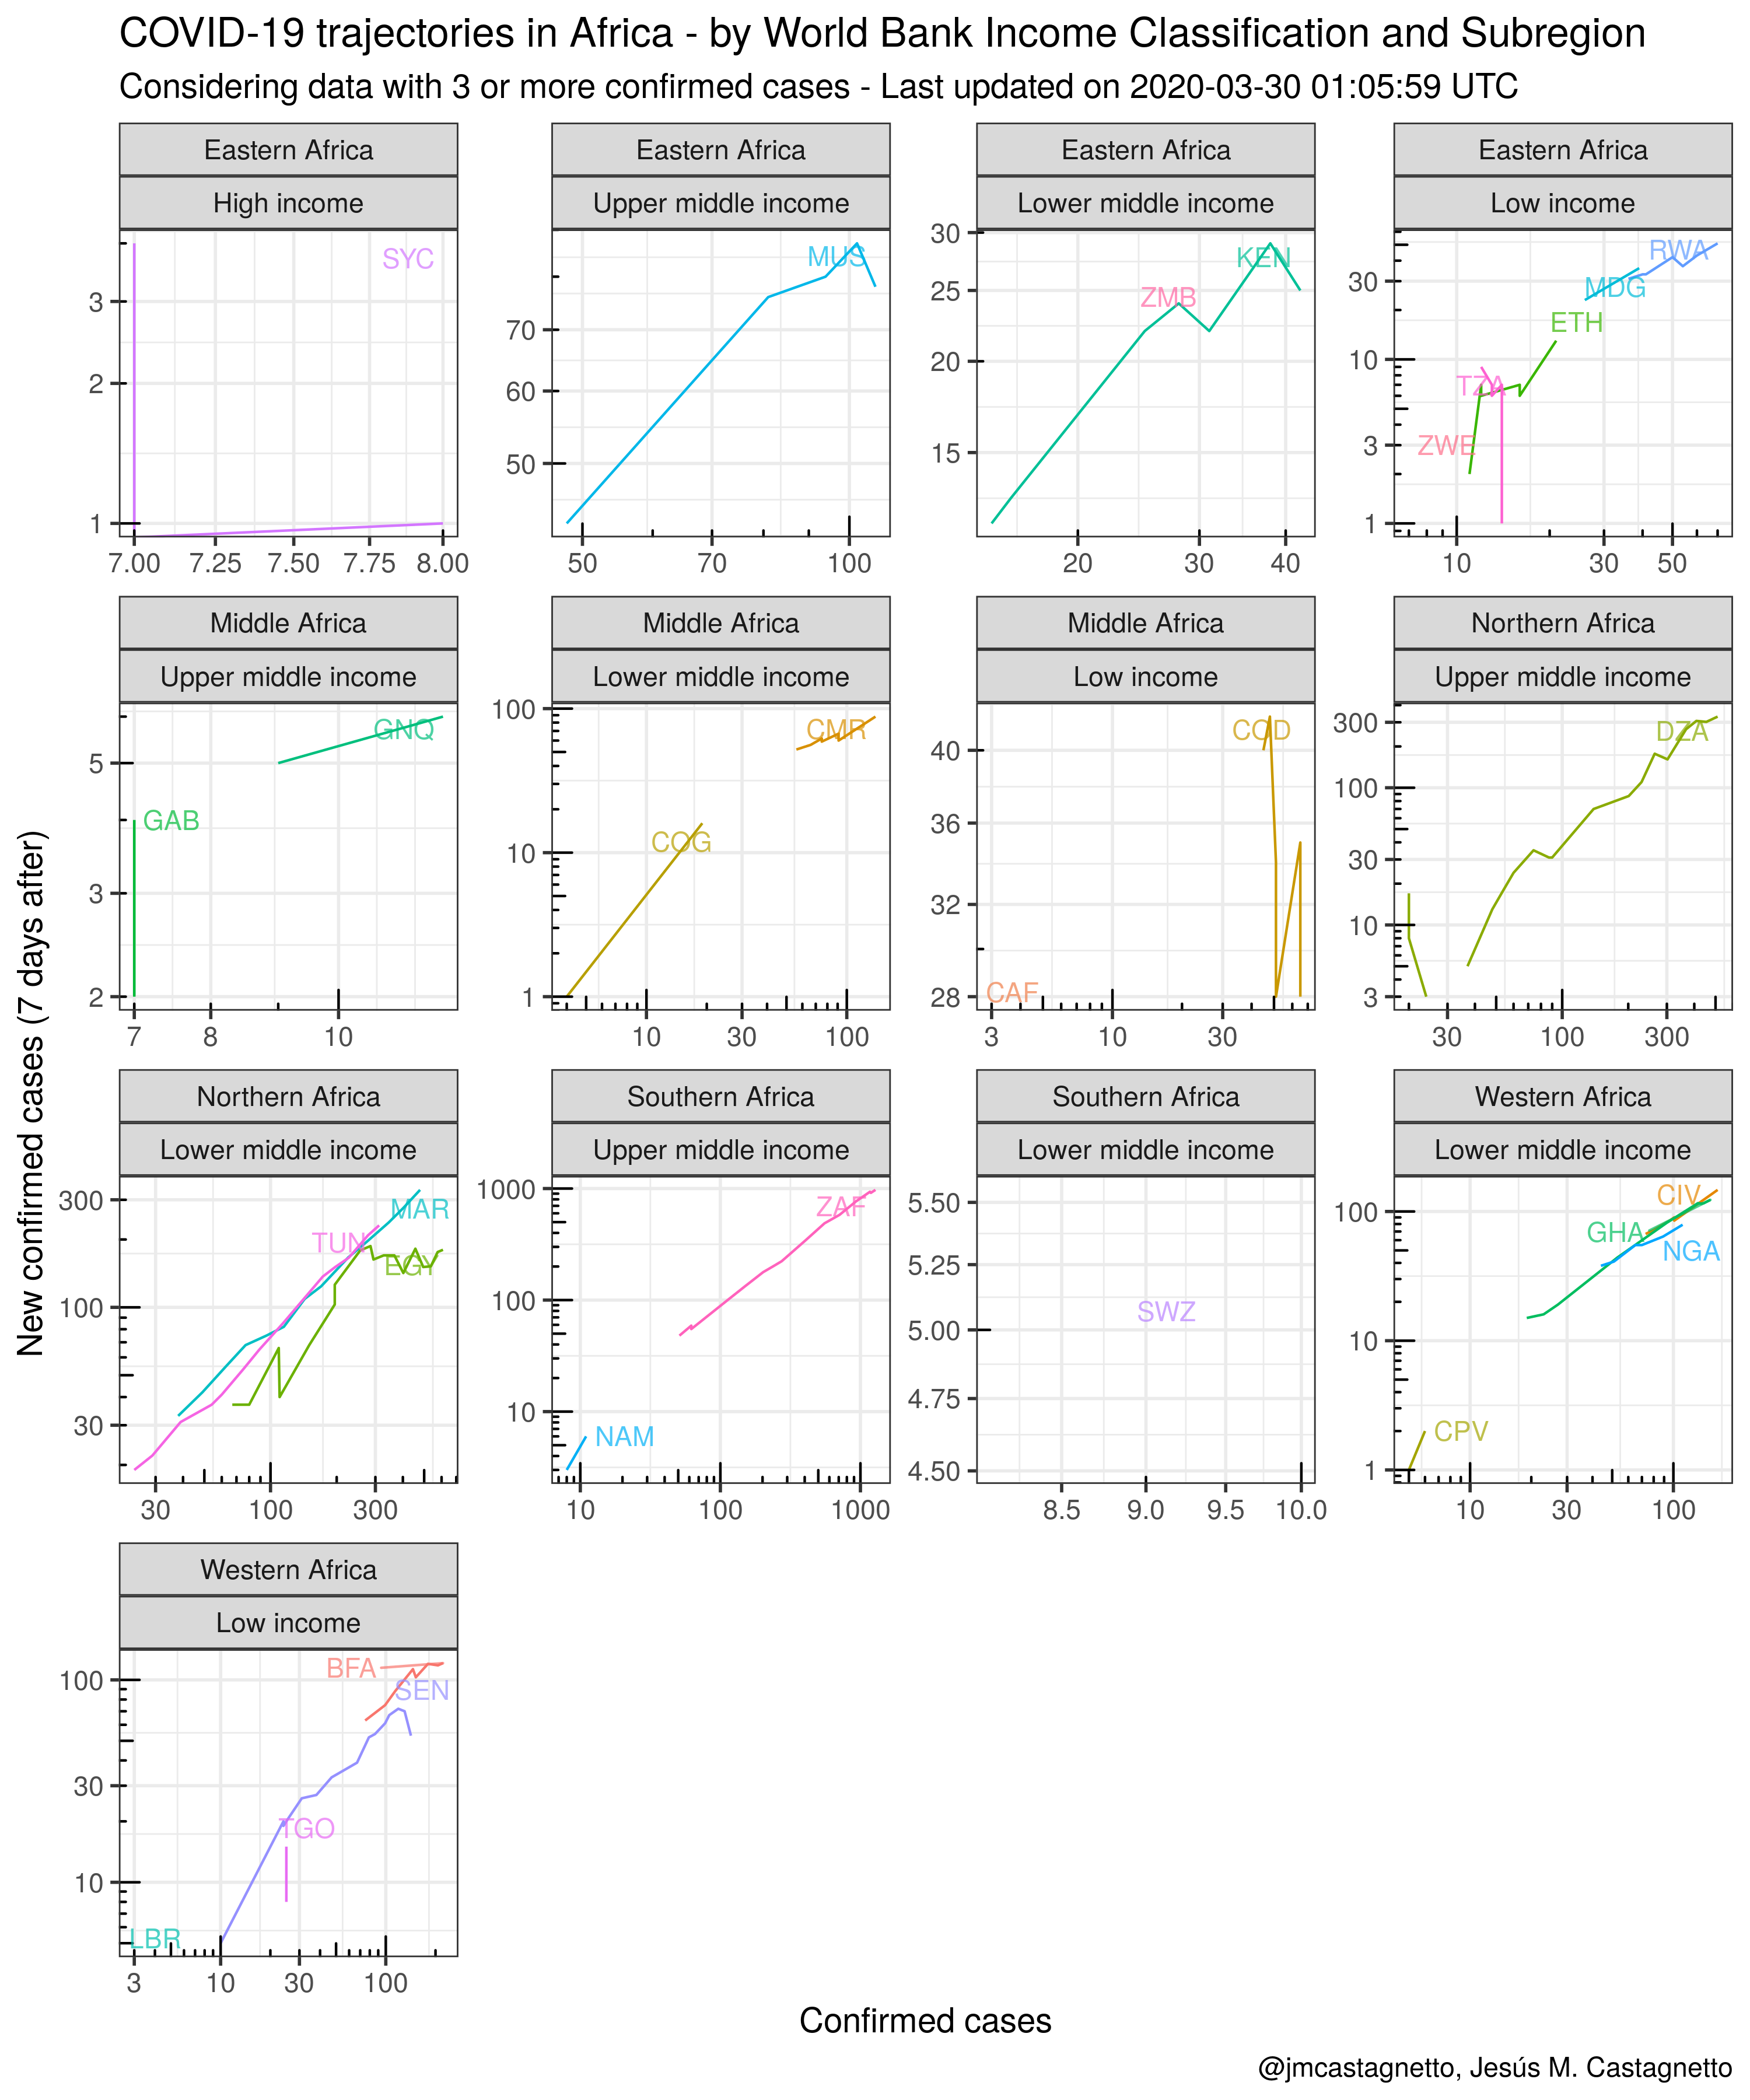 COVID-19 trajectories in Africa - by World Bank Income Classification and Subregion
Considering data with 3 or more confirmed cases - Last updated on 2020-03-30 01:05:59 UTC
Eastern Africa
High income
SYC
3
2
1
7.00 7.25 7.50 7.75 8.00
Eastern Africa
Upper middle income
MUS
70
60
50
50 70 100
Eastern Africa
Lower middle income
KEN
ZMB
30
25
20
15
20 30 40
Eastern Africa
Low income
RWA
MDG
ETH
TZA
ZWE
30
10
3
1
10 30 50
Middle Africa
Upper middle income
GNQ
GAB
5
3
2
7 8 10
Middle Africa
Lower middle income
CMR
COG
100
10
1
10 30 100
Middle Africa
Low income
COD
CAF
40
36
32
28
3 10 30
Northern Africa
Upper middle income
DZA
300
100
30
10
3
30 100 300
Northern Africa
Lower middle income
MAR
TUN
EGY
300
100
30
30 100 300
Southern Africa
Upper middle income
ZAF
NAM
1000
100
10
10 100 1000
Southern Africa
Lower middle income
SWZ
5.50
5.25
5.00
4.75
4.50
8.5 9.0 9.5 10.0
Western Africa
Lower middle income
CIV
GHA
NGA
CPV
100
10
1
10 30 100
Western Africa
Low income
BFA
SEN
TGO
LBR
100
30
10
3 10 30 100
New confirmed cases (7 days after)
Confirmed cases
@jmcastagnetto, Jesús M. Castagnetto